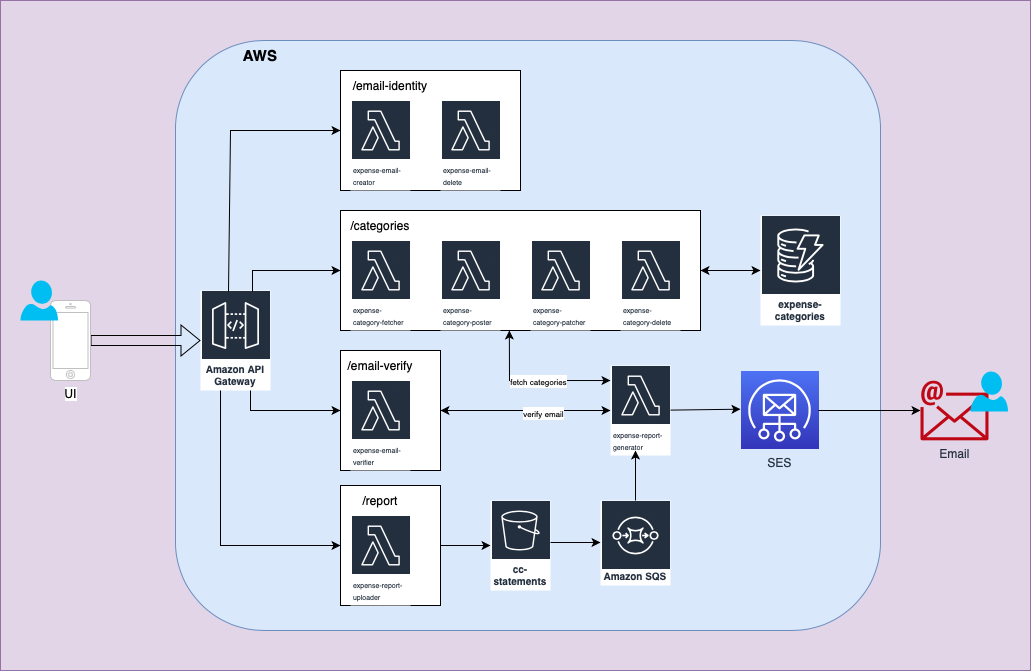 AWS
/email-identity
expense-email-
creator
expense-email-
delete
/categories
expense-
category-fetcher
expense-
category-poster
expense-
category-patcher
expense-
category-delete
expense-
categories
</>
Amazon API
Gateway
UI
/email-verify
expense-email-
verifier
fetch categories
verify email
expense-report-
generator
SES
@
Email
/report
expense-report-
uploader
cc-
statements
Amazon SQS